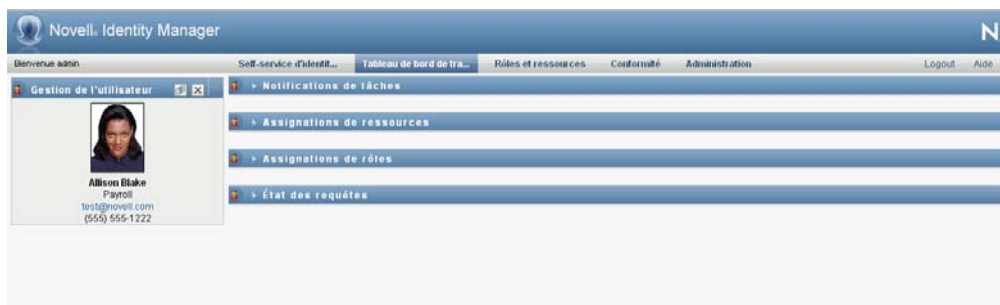 Novell® Identity Manager
N
Bienvenue admin
Self-service d'identit... Tableau de bord de tra... Rôles et ressources Conformité Administration Logout Aide
Gestion de l'utilisateur
Notifications de tâches
Assignations de ressources
Assignations de rôles
État des requêtes
Allison Blake
Payroll
test@novell.com
(555) 555-1222